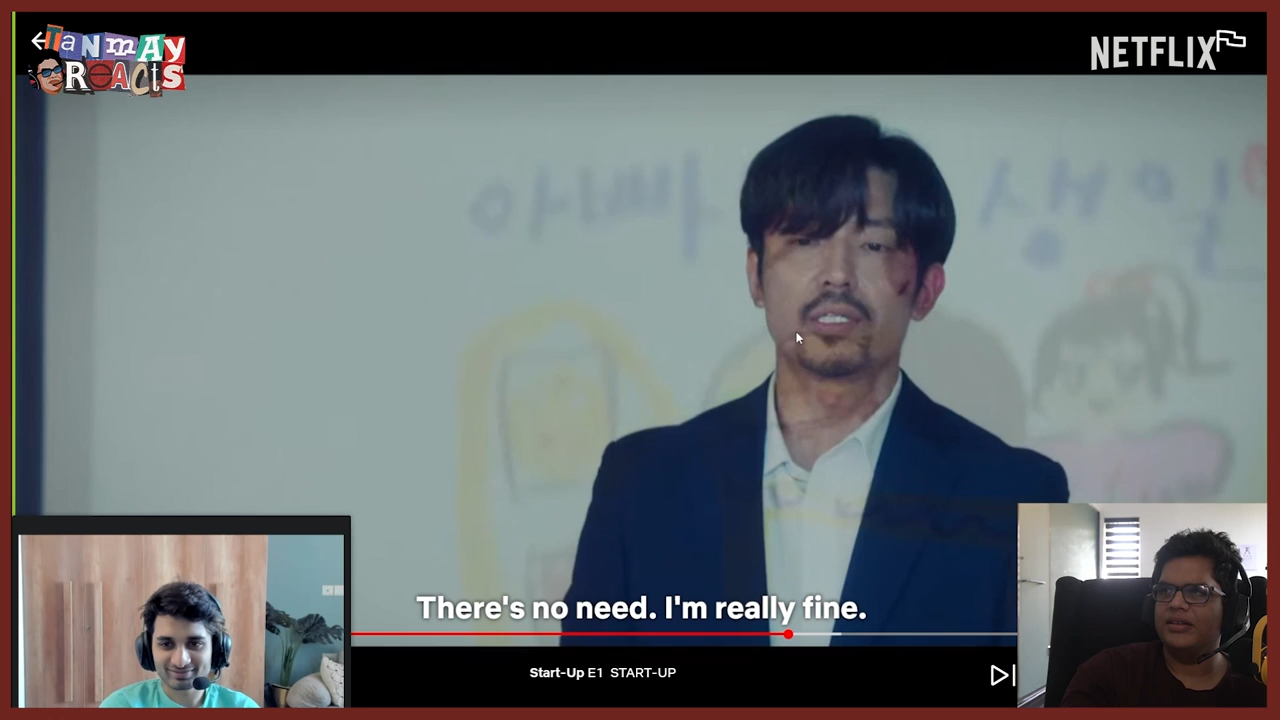 TANMAY
REACTS
NETFLIX
아빠 생일
There's no need. I'm really fine.
Start-Up E1 START-UP